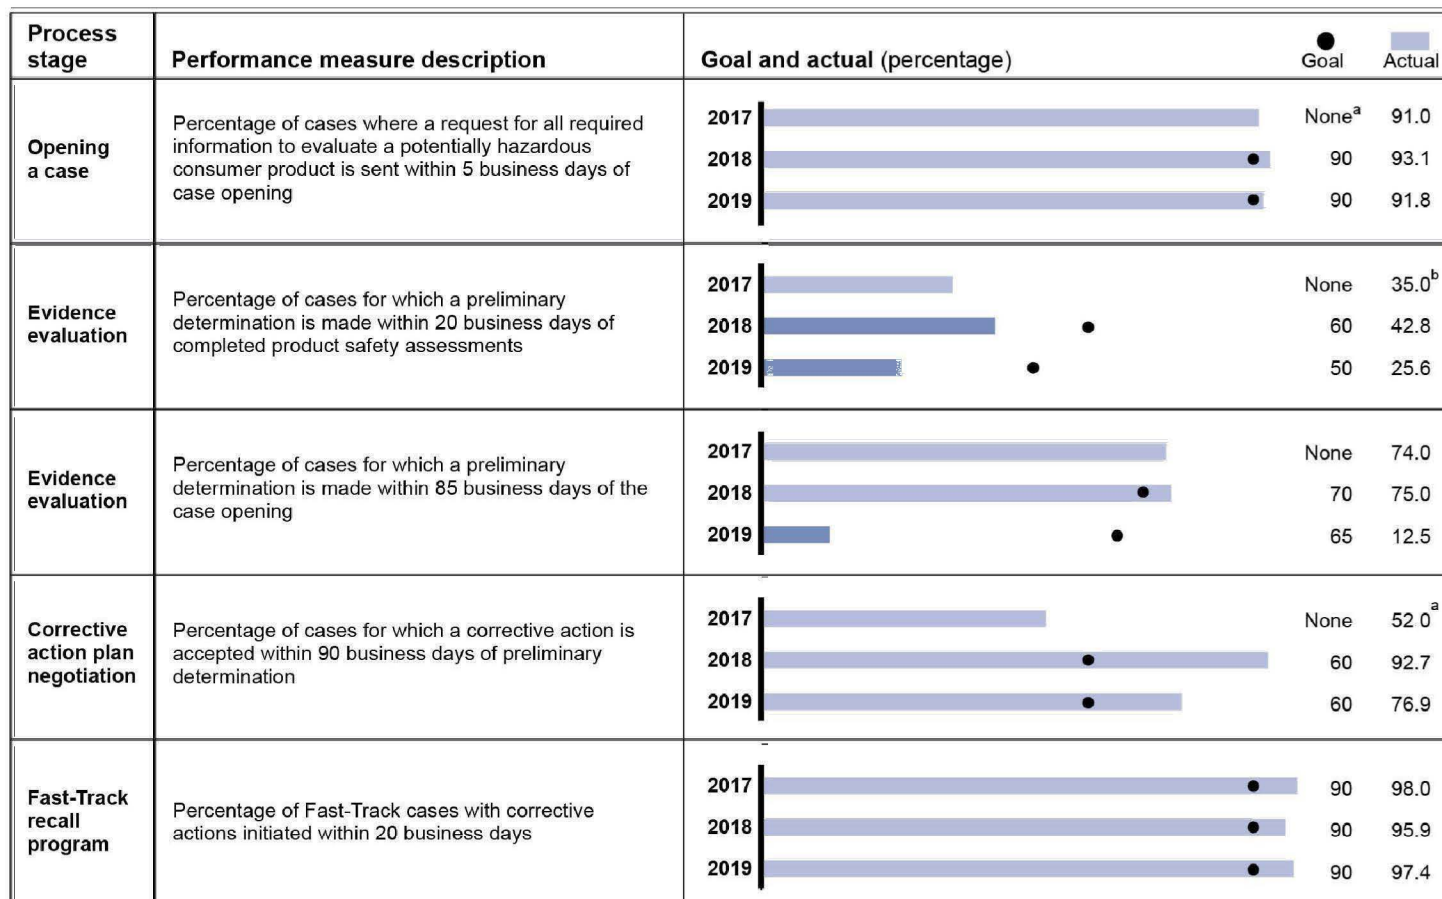 Process stage
Performance measure description
Goal and actual (percentage)
Goal
Actual
Opening a case
Percentage of cases where a request for all required
information to evaluate a potentially hazardous
consumer product is sent within 5 business days of
case opening
2017 None^a 91.0
2018 90 93.1
2019 90 91.8
Evidence evaluation
Percentage of cases for which a preliminary
determination is made within 20 business days of
completed product safety assessments
2017 None 35.0^b
2018 60 42.8
2019 50 25.6
Evidence evaluation
Percentage of cases for which a preliminary
determination is made within 85 business days of the
case opening
2017 None 74.0
2018 70 75.0
2019 65 12.5
Corrective action plan negotiation
Percentage of cases for which a corrective action is
accepted within 90 business days of preliminary
determination
2017 None 52 0^a
2018 60 92.7
2019 60 76.9
Fast-Track recall program
Percentage of Fast-Track cases with corrective
actions initiated within 20 business days
2017 90 98.0
2018 90 95.9
2019 90 97.4